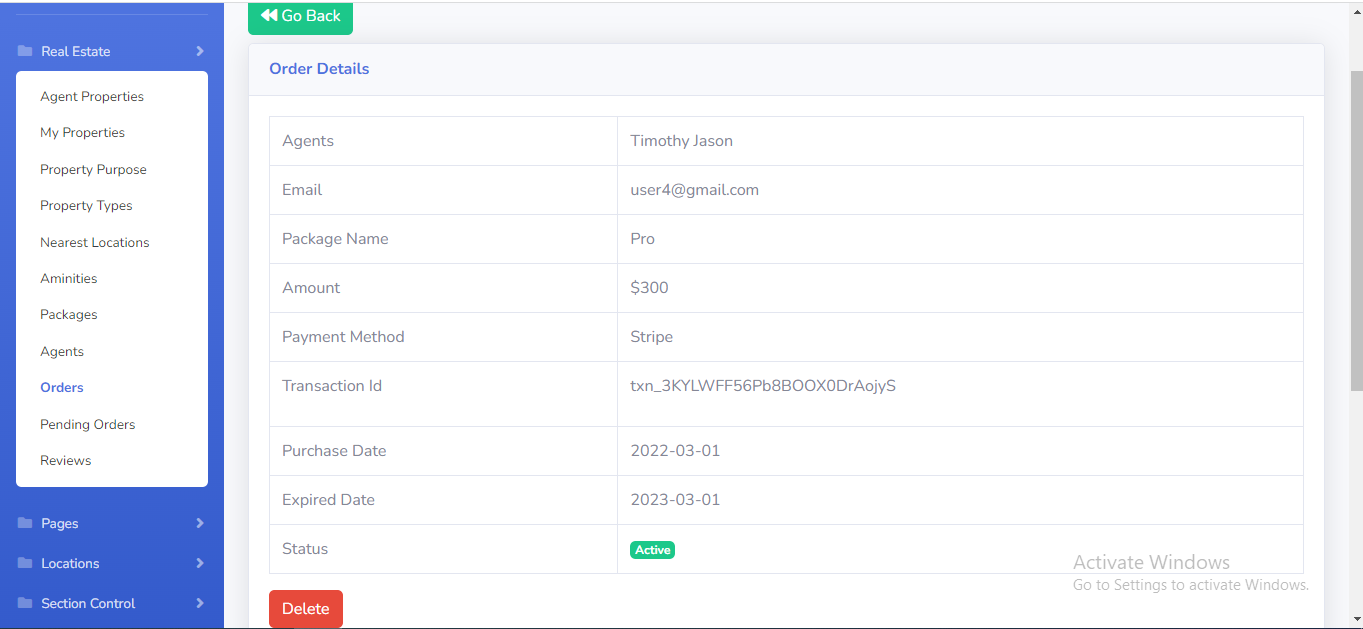 Go Back
Real Estate
Agent Properties
My Properties
Property Purpose
Property Types
Nearest Locations
Aminities
Packages
Agents
Orders
Pending Orders
Reviews
Pages
Locations
Section Control
Order Details
Agents Timothy Jason
Email user4@gmail.com
Package Name Pro
Amount $300
Payment Method Stripe
Transaction Id txn_3KYLWFF56Pb8BOOX0DrAojyS
Purchase Date 2022-03-01
Expired Date 2023-03-01
Status Active
Delete
Activate Windows
Go to Settings to activate Windows.